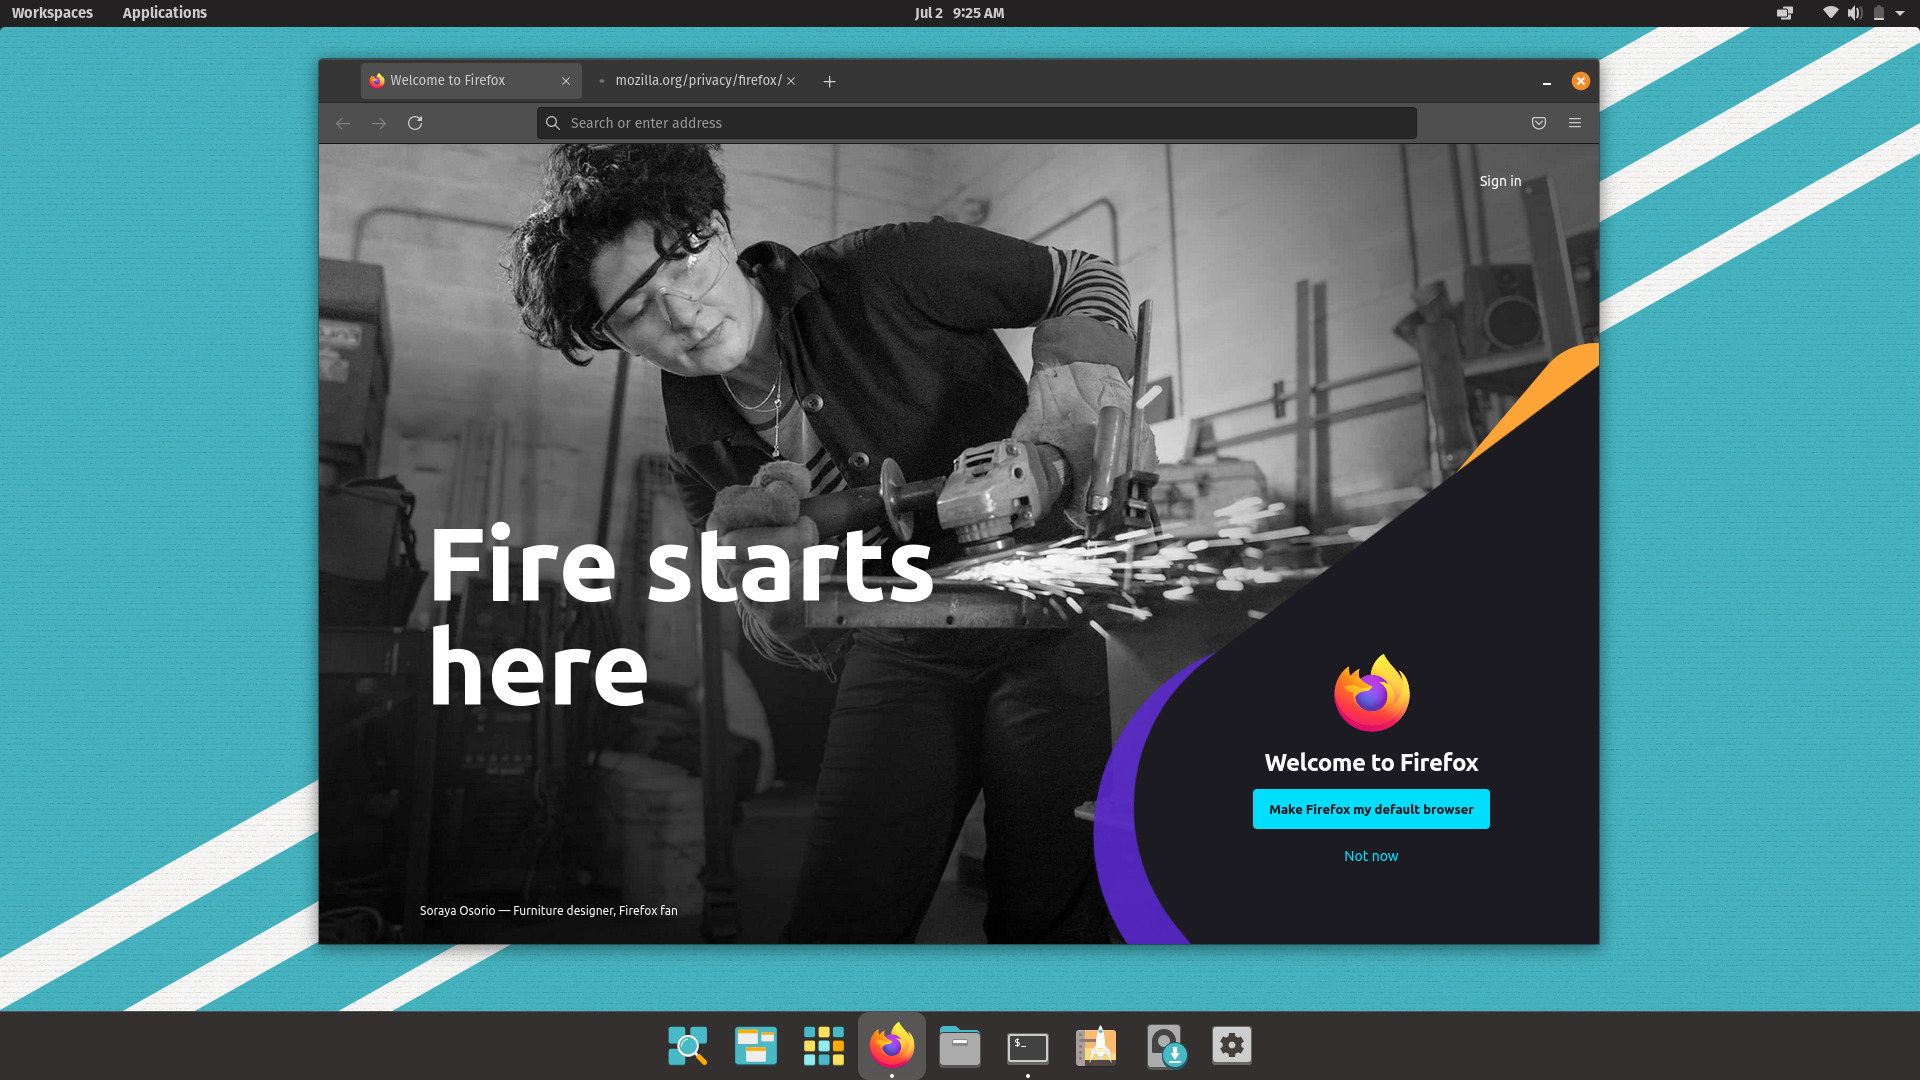 Workspaces Applications Jul 2 9:25 AM
Welcome to Firefox mozilla.org/privacy/firefox/
Search or enter address
Sign in
Fire starts
here
Welcome to Firefox
Make Firefox my default browser
Not now
Soraya Osorio — Furniture designer, Firefox fan
$_